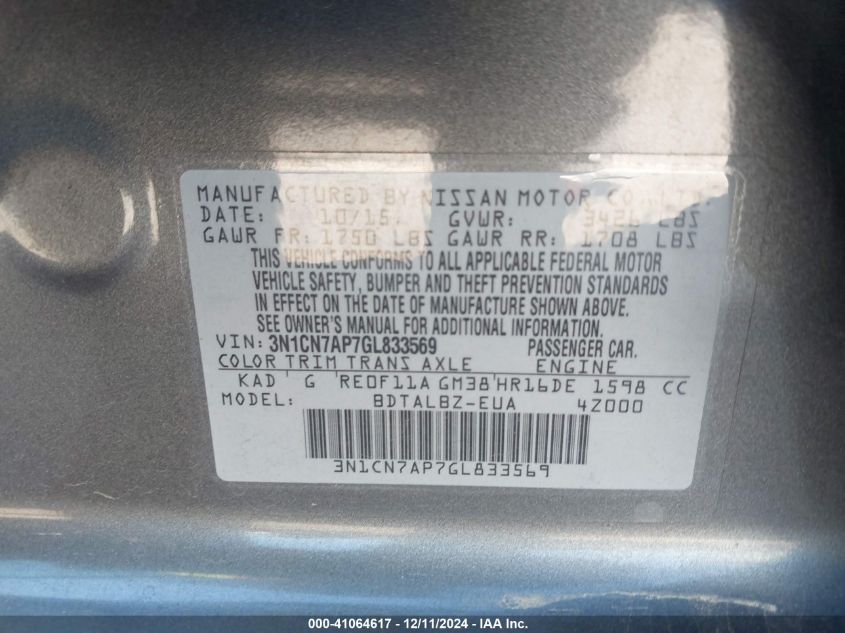 MANUFACTURED BY NISSAN MOTOR CO., LTD.
DATE: 10/15 GVWR: 3426 LBS
GAWR FR: 1750 LBS GAWR RR: 1708 LBS
THIS VEHICLE CONFORMS TO ALL APPLICABLE FEDERAL MOTOR
VEHICLE SAFETY, BUMPER AND THEFT PREVENTION STANDARDS
IN EFFECT ON THE DATE OF MANUFACTURE SHOWN ABOVE.
SEE OWNER'S MANUAL FOR ADDITIONAL INFORMATION.
VIN: 3N1CN7AP7GL833569 PASSENGER CAR.
COLOR TRIM TRANS AXLE ENGINE
KAD G RE0F11A GM38 HR16DE 1598 CC
MODEL: BDTALBZ-EUA 4Z000
3N1CN7AP7GL833569
000-41064617 - 12/11/2024 - IAA Inc.